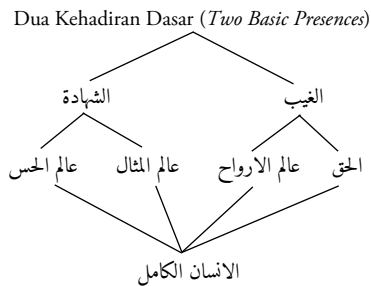 Dua Kehadiran Dasar (Two Basic Presences)
الغيب الشهادة
الحق عالم الارواح عالم المثال عالم الحس
الانسان الكامل